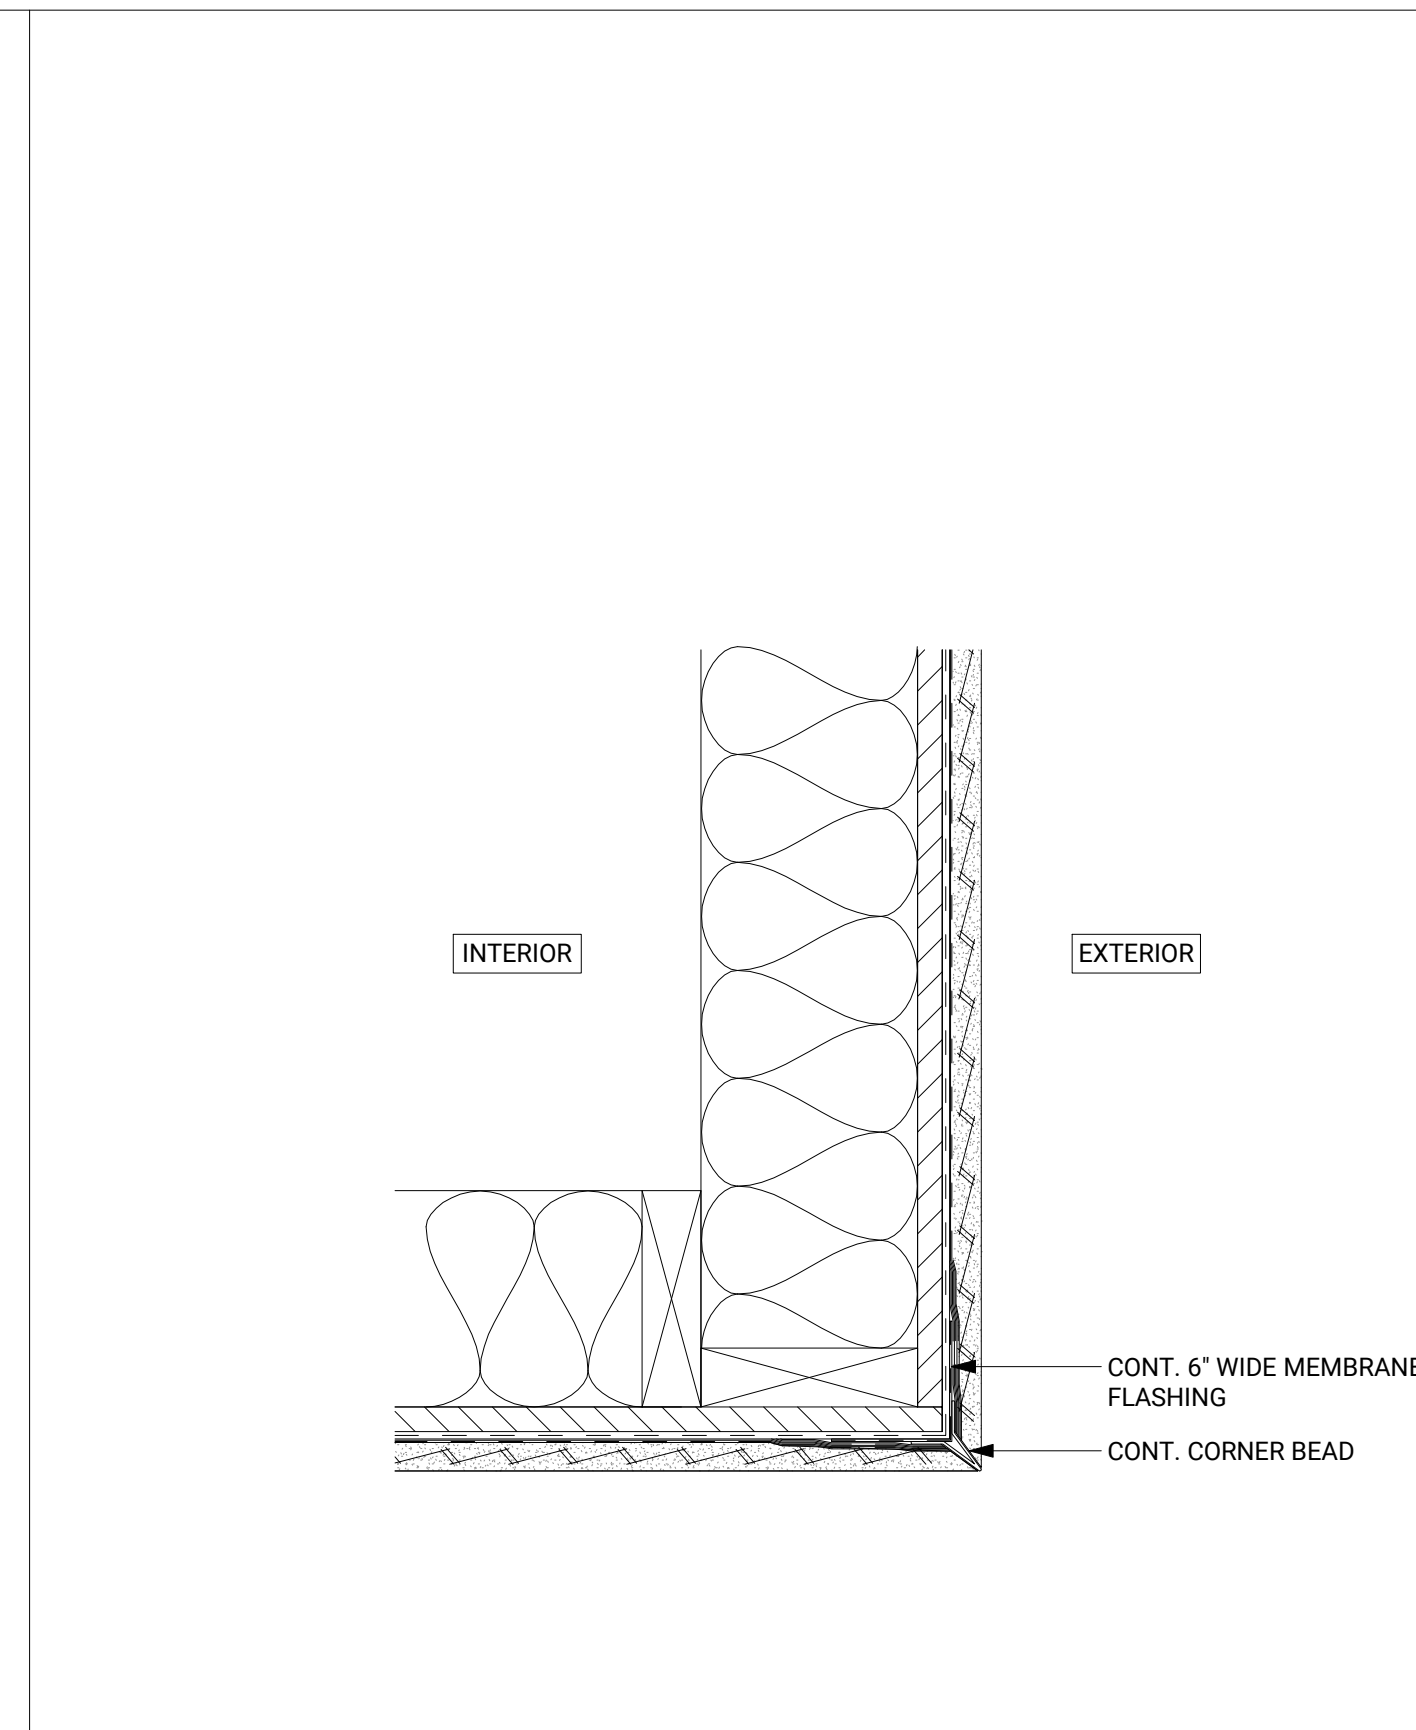 INTERIOR
EXTERIOR
CONT. 6" WIDE MEMBRANE
FLASHING
CONT. CORNER BEAD